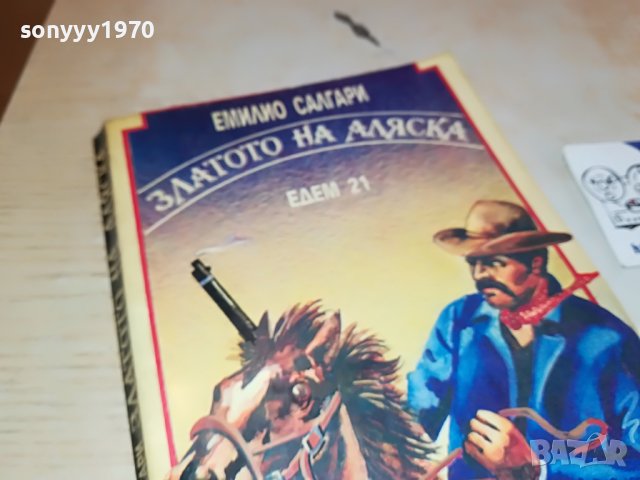 sonyyy1970
ЕМИЛИО САЛГАРИ
ЗЛАТОТО НА АЛЯСКА
ЕДЕМ 21
BAZAR